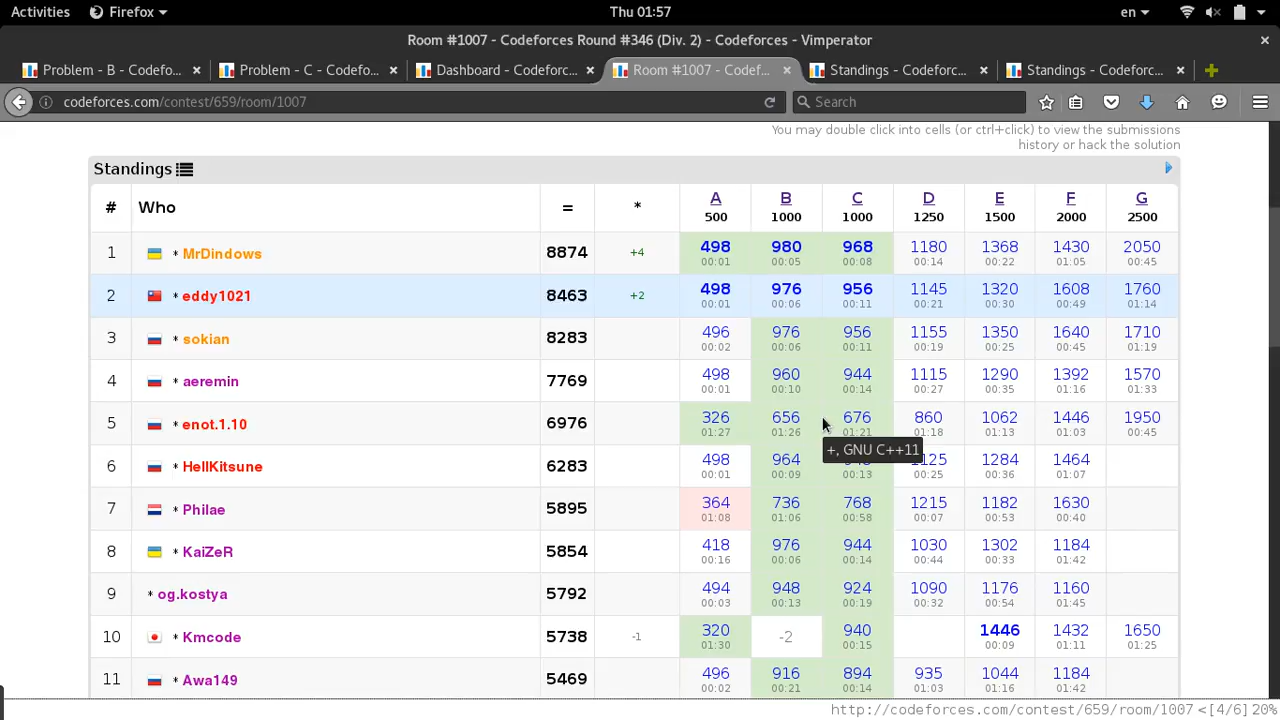 Activities Firefox Thu 01:57 en
Room #1007 - Codeforces Round #346 (Div. 2) - Codeforces - Vimperator
Problem - B - Codefo... Problem - C - Codefo... Dashboard - Codeforc... Room #1007 - Codef... Standings - Codeforc... Standings - Codeforc...
codeforces.com/contest/659/room/1007 Search
You may double click into cells (or ctrl+click) to view the submissions
history or hack the solution
Standings
# Who = * A B C D E F G
500 1000 1000 1250 1500 2000 2500
1 * MrDindows 8874 +4 498 980 968 1180 1368 1430 2050
00:01 00:05 00:08 00:14 00:22 01:05 00:45
2 * eddy1021 8463 +2 498 976 956 1145 1320 1608 1760
00:01 00:06 00:11 00:21 00:30 00:49 01:14
3 * sokian 8283 496 976 956 1155 1350 1640 1710
00:02 00:06 00:11 00:19 00:25 00:45 01:19
4 * aeremin 7769 498 960 944 1115 1290 1392 1570
00:01 00:10 00:14 00:27 00:35 01:16 01:33
5 * enot.1.10 6976 326 656 676 860 1062 1446 1950
01:27 01:26 01:21 01:18 01:13 01:03 00:45
+, GNU C++11
6 * HellKitsune 6283 498 964 1125 1284 1464
00:01 00:09 00:13 00:25 00:36 01:07
7 * Philae 5895 364 736 768 1215 1182 1630
01:08 01:06 00:58 00:07 00:53 00:40
8 * KaiZeR 5854 418 976 944 1030 1302 1184
00:16 00:06 00:14 00:44 00:33 01:42
9 * og.kostya 5792 494 948 924 1090 1176 1160
00:03 00:13 00:19 00:32 00:54 01:45
10 * Kmcode 5738 -1 320 -2 940 1446 1432 1650
01:30 00:15 00:09 01:11 01:25
11 * Awa149 5469 496 916 894 935 1044 1184
00:02 00:21 00:14 01:03 01:16 01:42
http://codeforces.com/contest/659/room/1007 <[4/6] 20%